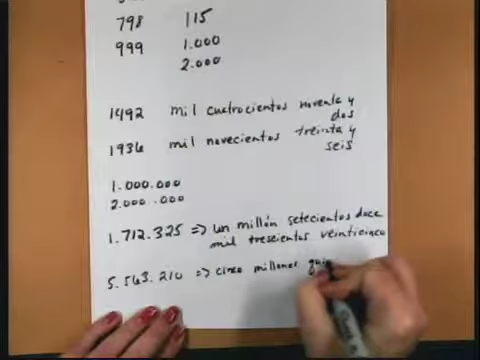 798 115
999 1.000
2.000
1492 mil cuatrocientos noventa y
dos
1936 mil novecientos treinta y
seis
1.000.000
2.000.000
1.712.325 => un millón setecientos doce
mil trescientos veinticinco
5.563.210 => cinco millones qui